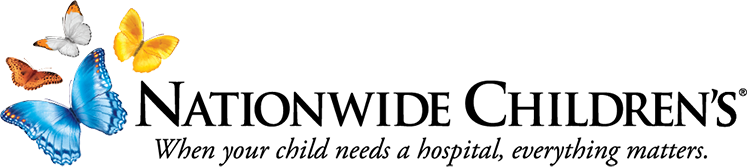 NATIONWIDE CHILDREN'S®
When your child needs a hospital, everything matters.